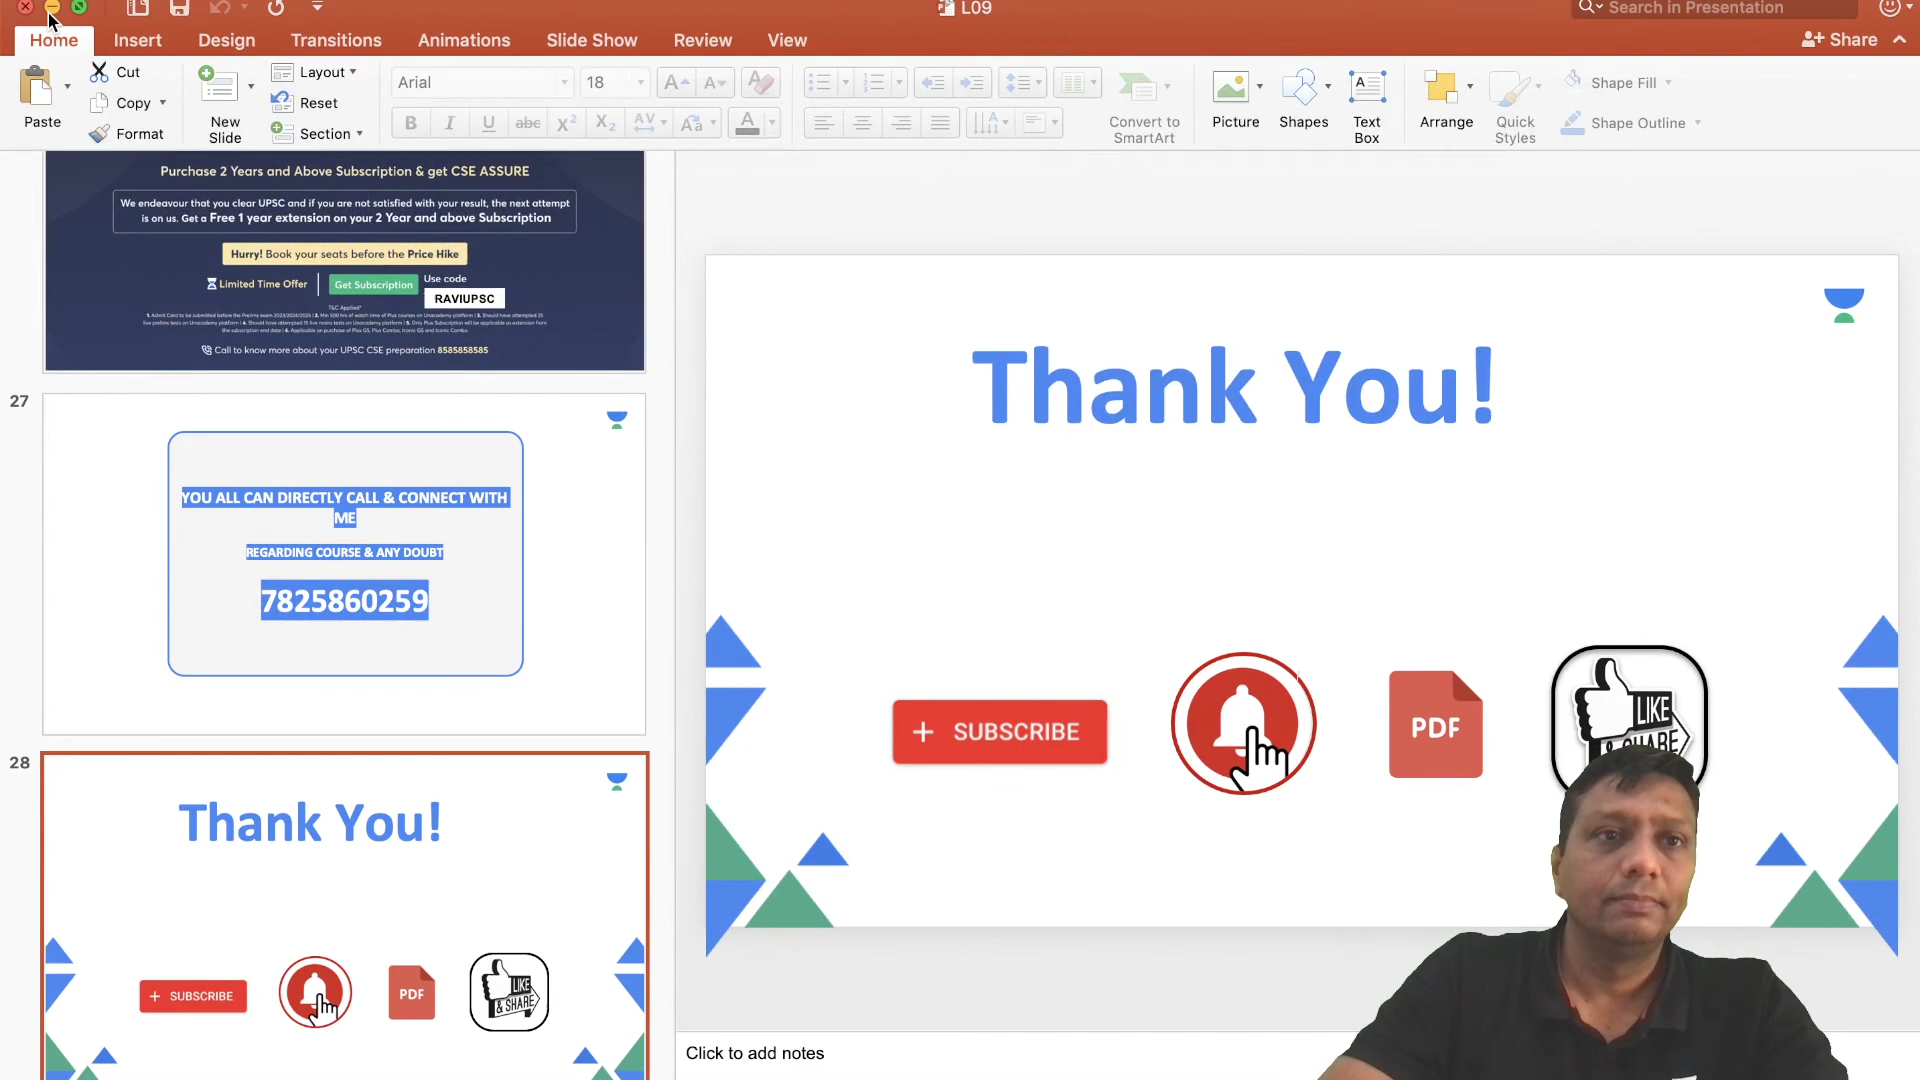 L09
Search in Presentation
Home
Insert
Design
Transitions
Animations
Slide Show
Review
View
Share
Paste
Cut
Copy
Format
New
Slide
Layout
Reset
Section
Arial
18
Convert to
SmartArt
Picture
Shapes
Text
Box
Arrange
Quick
Styles
Shape Fill
Shape Outline
Purchase 2 Years and Above Subscription & get CSE ASSURE
We endeavour that you clear UPSC and if you are not satisfied with your result, the next attempt
is on us. Get a Free 1 year extension on your 2 Year and above Subscription
Hurry! Book your seats before the Price Hike
Limited Time Offer
Get Subscription
Use code
RAVIUPSC
T&C Applied*
Call to know more about your UPSC CSE preparation 8585858585
27
YOU ALL CAN DIRECTLY CALL & CONNECT WITH
ME
REGARDING COURSE & ANY DOUBT
7825860259
28
Thank You!
+ SUBSCRIBE
PDF
LIKE
& SHARE
Thank You!
+ SUBSCRIBE
PDF
LIKE
& SHARE
Click to add notes